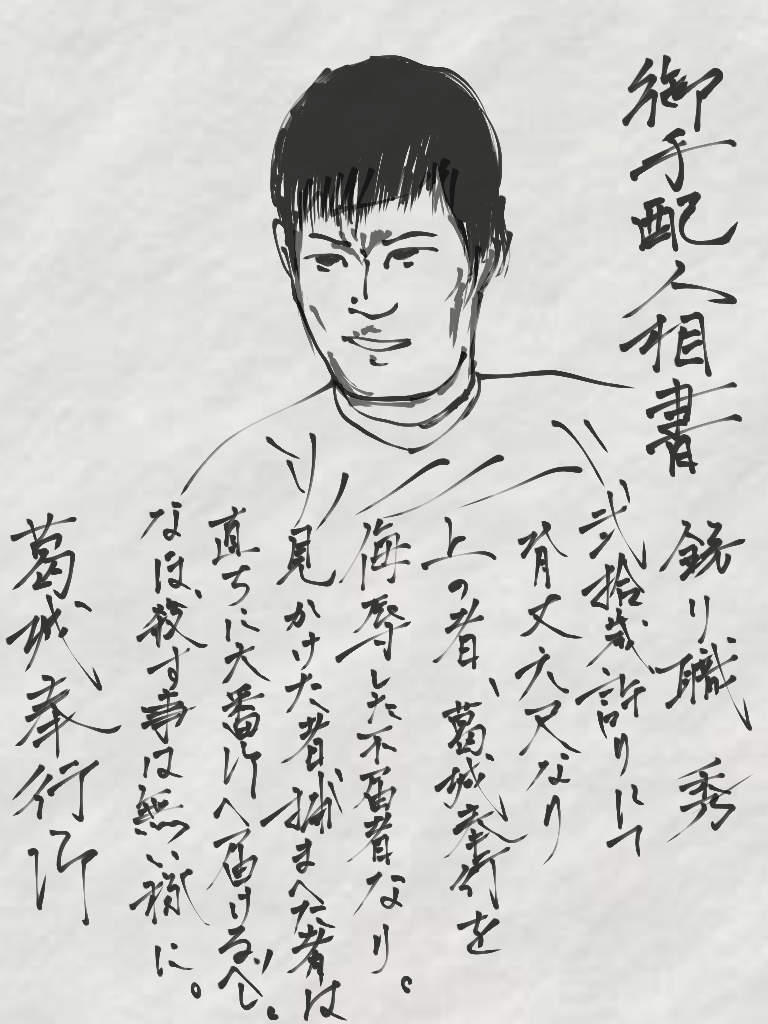 御手配人相書
錺り職 秀
弐拾歳許りにて
背丈六尺なり
上の者、葛城奉行を
侮辱した不届者なり。
見かけた者捕まへた者は
直ちに大番所へ届けるべし。
なほ、殺す事は無い様に。
葛城奉行所